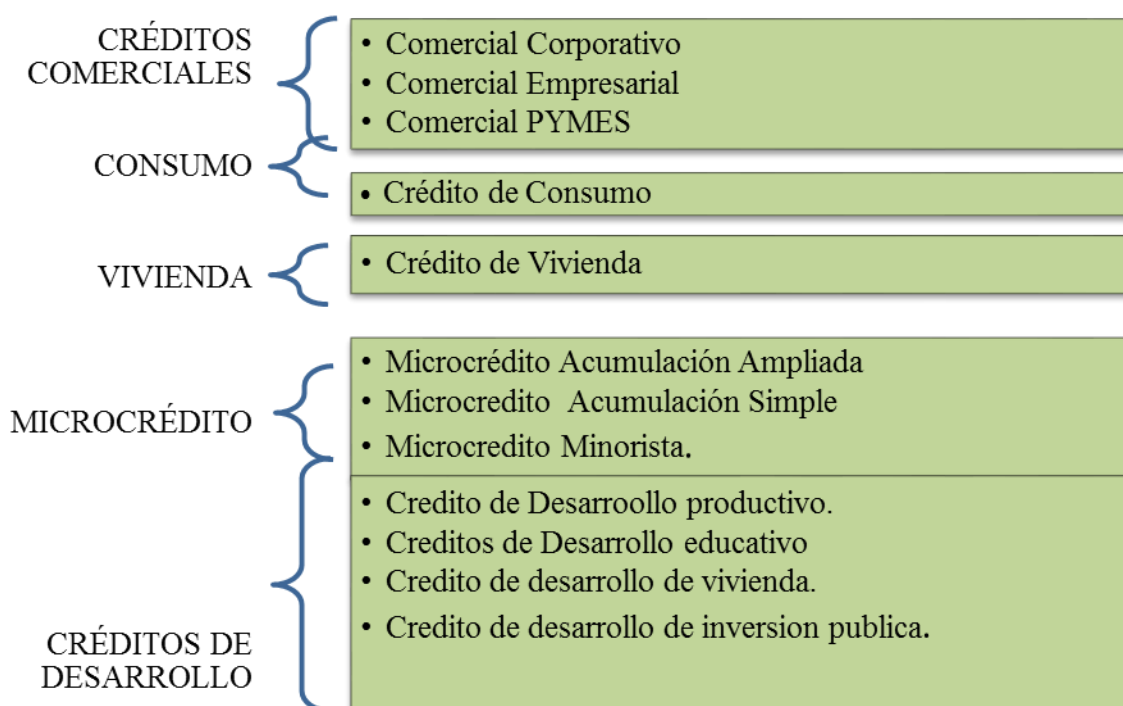 CRÉDITOS
COMERCIALES
• Comercial Corporativo
• Comercial Empresarial
• Comercial PYMES
CONSUMO
• Crédito de Consumo
VIVIENDA
• Crédito de Vivienda
MICROCRÉDITO
• Microcrédito Acumulación Ampliada
• Microcredito Acumulación Simple
• Microcredito Minorista.
CRÉDITOS DE
DESARROLLO
• Credito de Desarroollo productivo.
• Creditos de Desarrollo educativo
• Credito de desarrollo de vivienda.
• Credito de desarrollo de inversion publica.